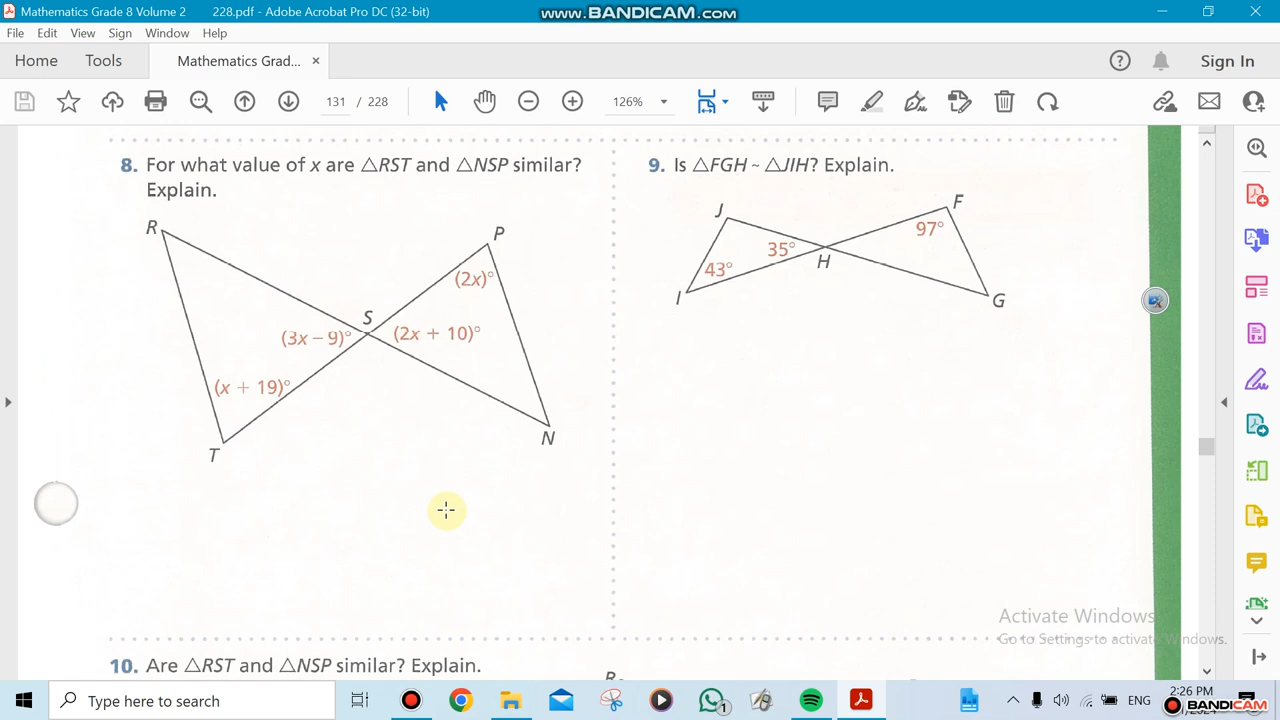 Mathematics Grade 8 Volume 2 228.pdf - Adobe Acrobat Pro DC (32-bit)
www.BANDICAM.com
File Edit View Sign Window Help
Home Tools Mathematics Grad... × Sign In
131 / 228 126%
8. For what value of x are △RST and △NSP similar?
Explain.
R
P
(2x)°
S
(3x – 9)° (2x + 10)°
(x + 19)°
T
N
9. Is △FGH ~ △JIH? Explain.
J
F
97°
35°
H
43°
I
G
Activate Windows
Go to Settings to activate Windows.
10. Are △RST and △NSP similar? Explain.
Type here to search
1
ENG
2:26 PM
BANDICAM